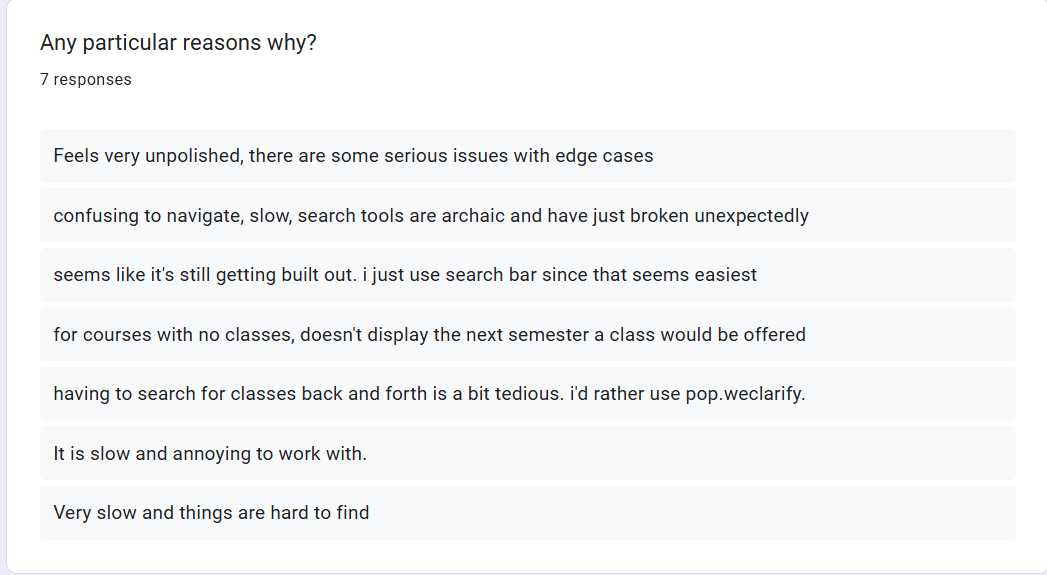 Any particular reasons why?
7 responses
Feels very unpolished, there are some serious issues with edge cases
confusing to navigate, slow, search tools are archaic and have just broken unexpectedly
seems like it's still getting built out. i just use search bar since that seems easiest
for courses with no classes, doesn't display the next semester a class would be offered
having to search for classes back and forth is a bit tedious. i'd rather use pop.weclarify.
It is slow and annoying to work with.
Very slow and things are hard to find